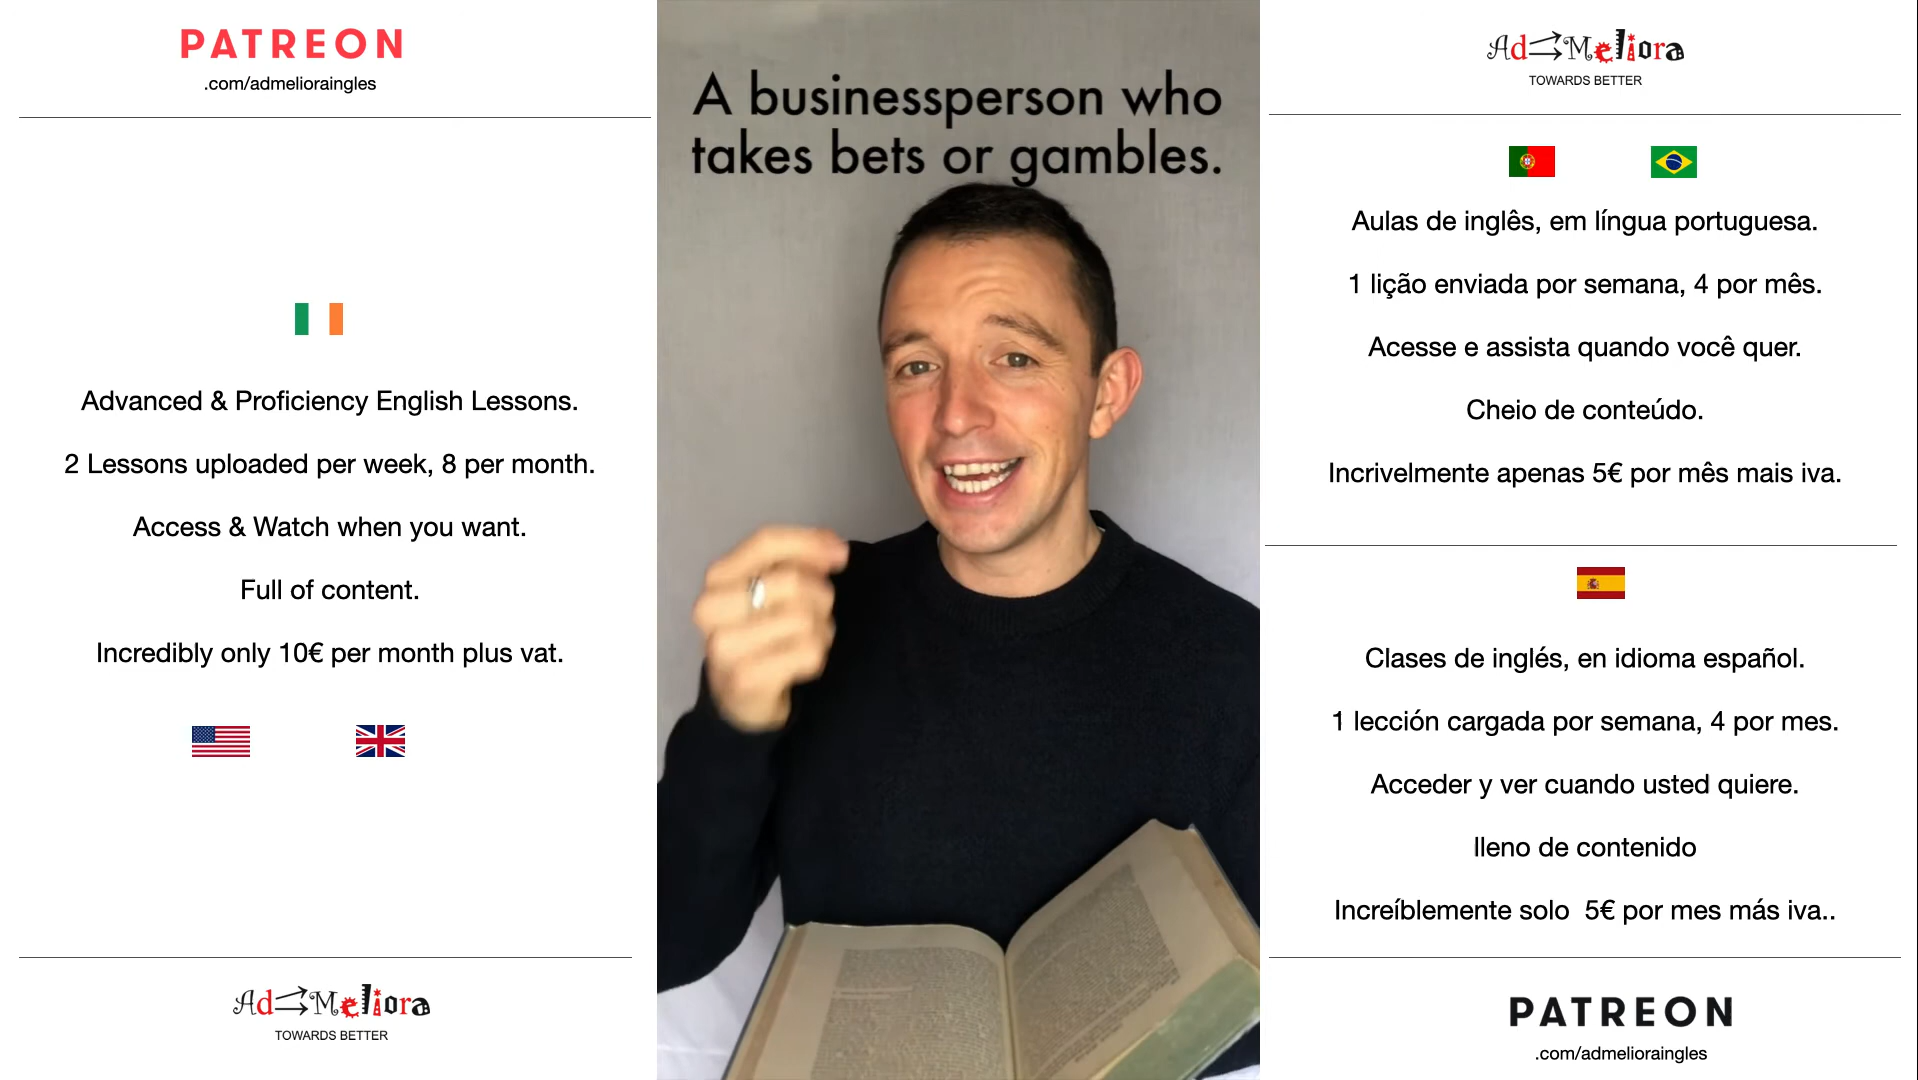 PATREON
.com/admelioraingles
Advanced & Proficiency English Lessons.
2 Lessons uploaded per week, 8 per month.
Access & Watch when you want.
Full of content.
Incredibly only 10€ per month plus vat.
Ad Meliora
TOWARDS BETTER
A businessperson who
takes bets or gambles.
Ad Meliora
TOWARDS BETTER
Aulas de inglês, em língua portuguesa.
1 lição enviada por semana, 4 por mês.
Acesse e assista quando você quer.
Cheio de conteúdo.
Incrivelmente apenas 5€ por mês mais iva.
Clases de inglés, en idioma español.
1 lección cargada por semana, 4 por mes.
Acceder y ver cuando usted quiere.
lleno de contenido
Increíblemente solo  5€ por mes más iva..
PATREON
.com/admelioraingles